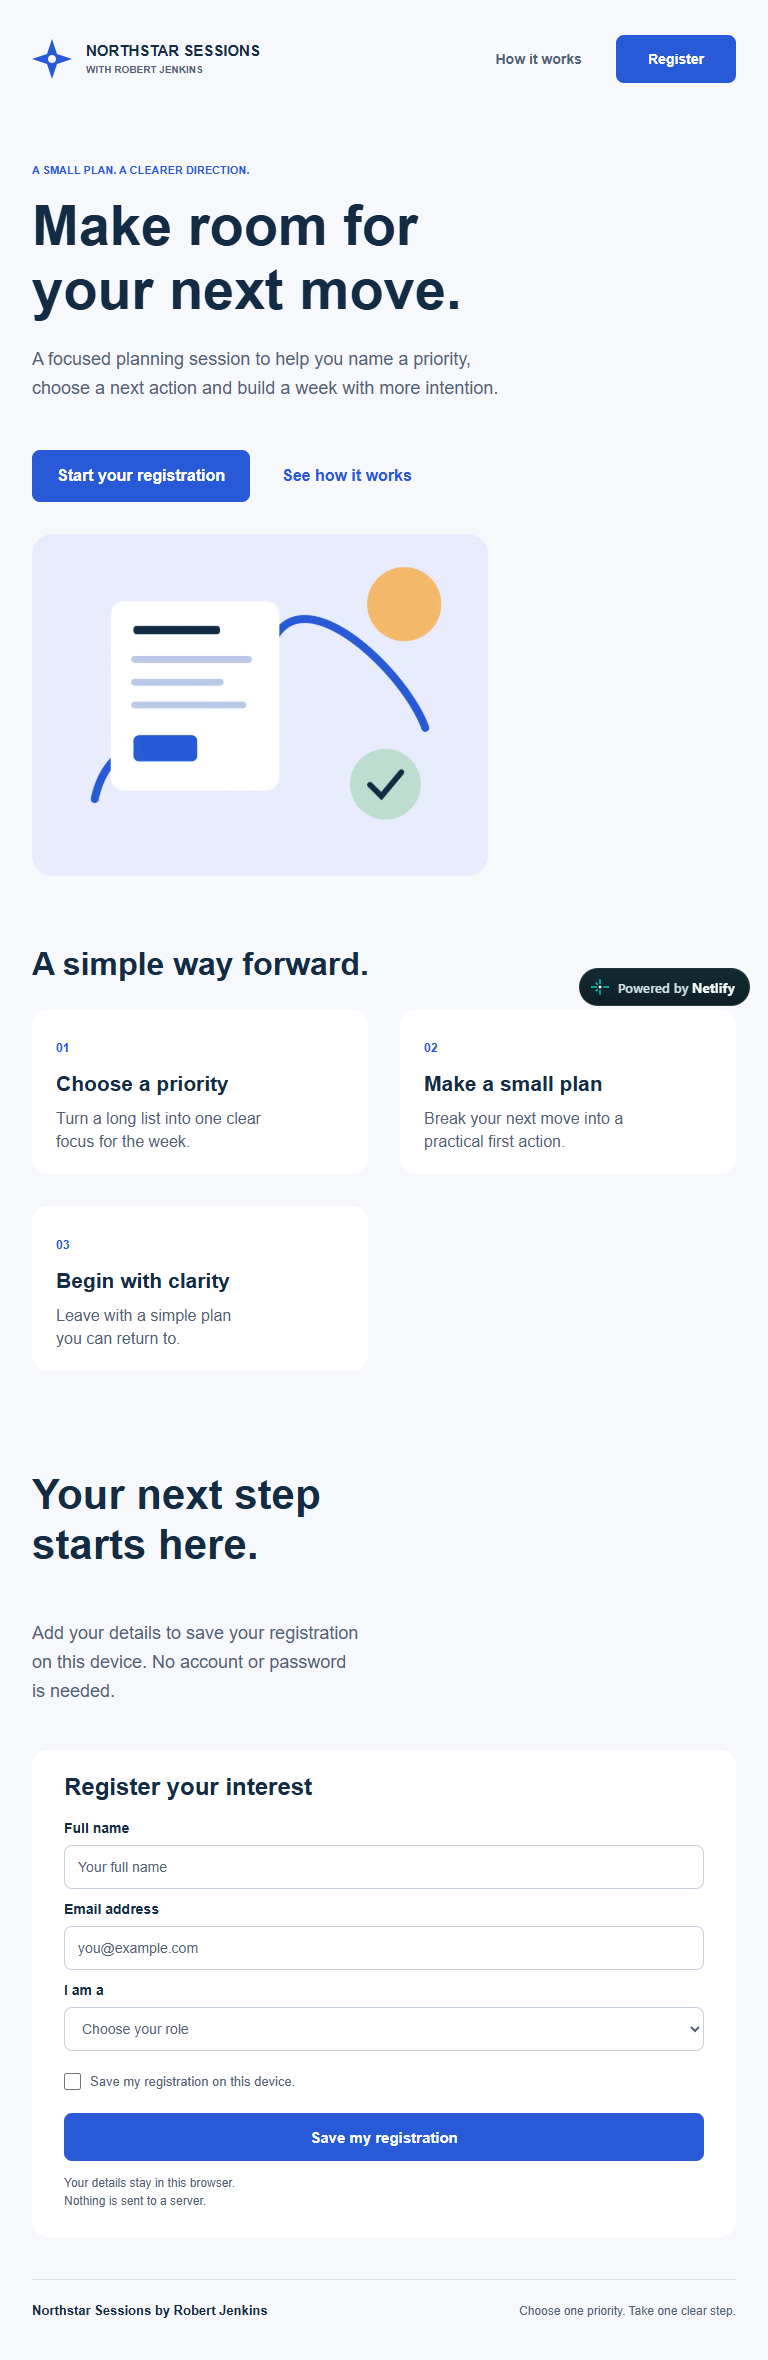 NORTHSTAR SESSIONS
WITH ROBERT JENKINS
How it works
Register
A SMALL PLAN. A CLEARER DIRECTION.
Make room for
your next move.
A focused planning session to help you name a priority,
choose a next action and build a week with more intention.
Start your registration
See how it works
A simple way forward.
Powered by Netlify
01
Choose a priority
Turn a long list into one clear
focus for the week.
02
Make a small plan
Break your next move into a
practical first action.
03
Begin with clarity
Leave with a simple plan
you can return to.
Your next step
starts here.
Add your details to save your registration
on this device. No account or password
is needed.
Register your interest
Full name
Your full name
Email address
you@example.com
I am a
Choose your role
Save my registration on this device.
Save my registration
Your details stay in this browser.
Nothing is sent to a server.
Northstar Sessions by Robert Jenkins
Choose one priority. Take one clear step.